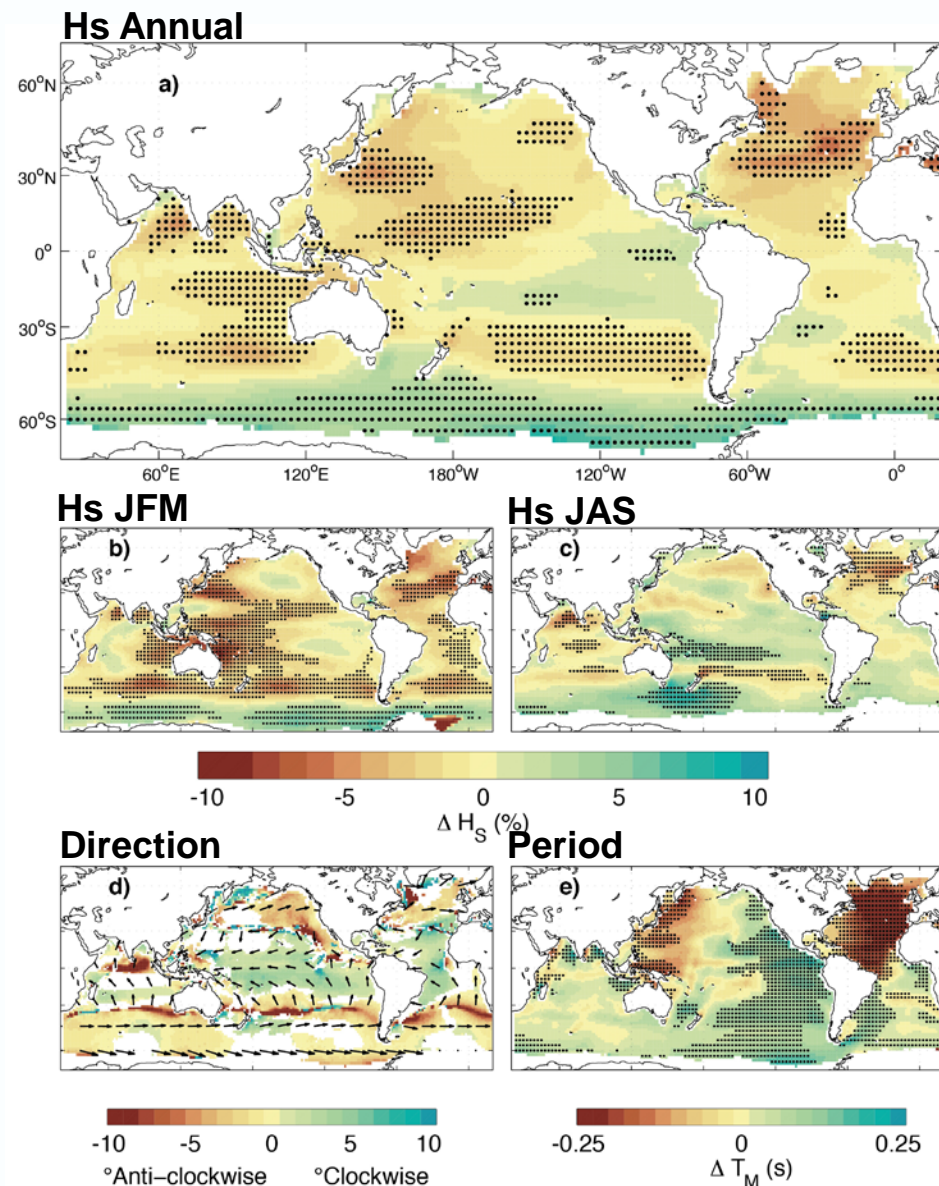 Hs Annual
a)
60°N
30°N
0°
30°S
60°S
60°E 120°E 180°W 120°W 60°W 0°
Hs JFM Hs JAS
b) c)
-10 -5 0 5 10
Δ H_S (%)
Direction Period
d) e)
-10 -5 0 5 10 -0.25 0 0.25
°Anti–clockwise °Clockwise Δ T_M (s)